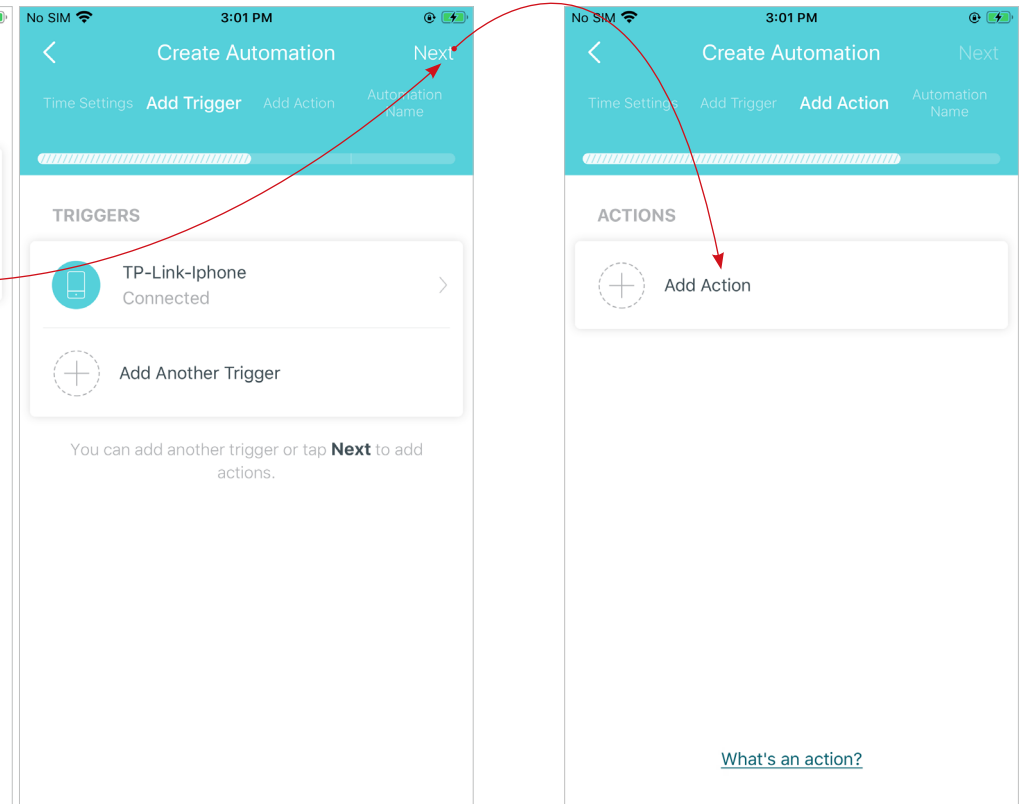 No SIM 3:01 PM
Create Automation Next
Time Settings Add Trigger Add Action Automation Name
TRIGGERS
TP-Link-Iphone
Connected
Add Another Trigger
You can add another trigger or tap Next to add
actions.
No SIM 3:01 PM
Create Automation Next
Time Settings Add Trigger Add Action Automation Name
ACTIONS
Add Action
What's an action?